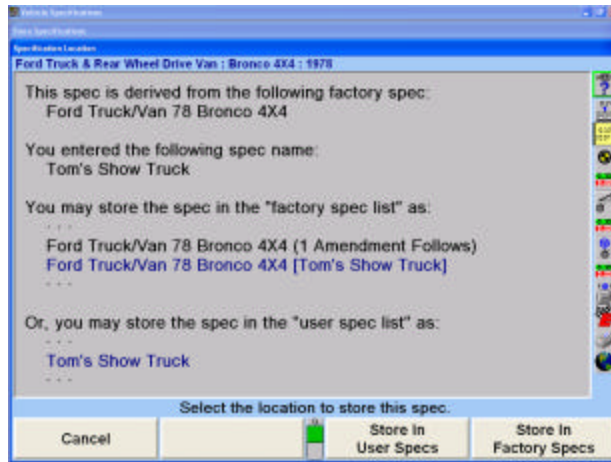 Vehicle Specifications
Specification Location
Ford Truck & Rear Wheel Drive Van : Bronco 4X4 : 1978
This spec is derived from the following factory spec:
Ford Truck/Van 78 Bronco 4X4
You entered the following spec name:
Tom's Show Truck
You may store the spec in the "factory spec list" as:
. . .
Ford Truck/Van 78 Bronco 4X4 (1 Amendment Follows)
Ford Truck/Van 78 Bronco 4X4 [Tom's Show Truck]
. . .
Or, you may store the spec in the "user spec list" as:
. . .
Tom's Show Truck
. . .
Select the location to store this spec.
Cancel
Store In
User Specs
Store In
Factory Specs